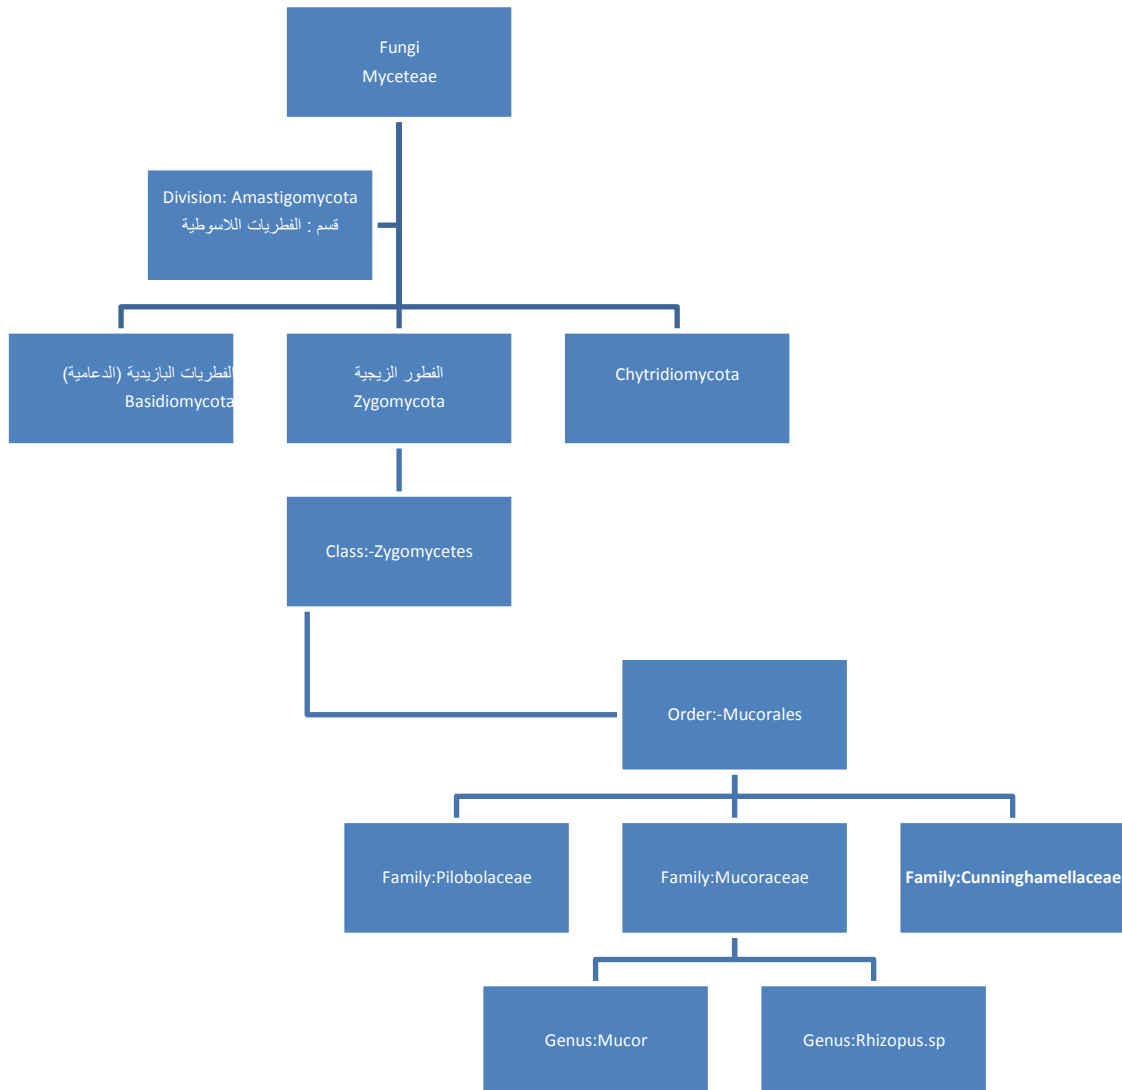 Fungi
Myceteae
Division: Amastigomycota
قسم : الفطريات اللاسوطية
الفطريات البازيدية (الدعامية)
Basidiomycota
الفطور الزيجية
Zygomycota
Chytridiomycota
Class:-Zygomycetes
Order:-Mucorales
Family:Pilobolaceae
Family:Mucoraceae
Family:Cunninghamellaceae
Genus:Mucor
Genus:Rhizopus.sp